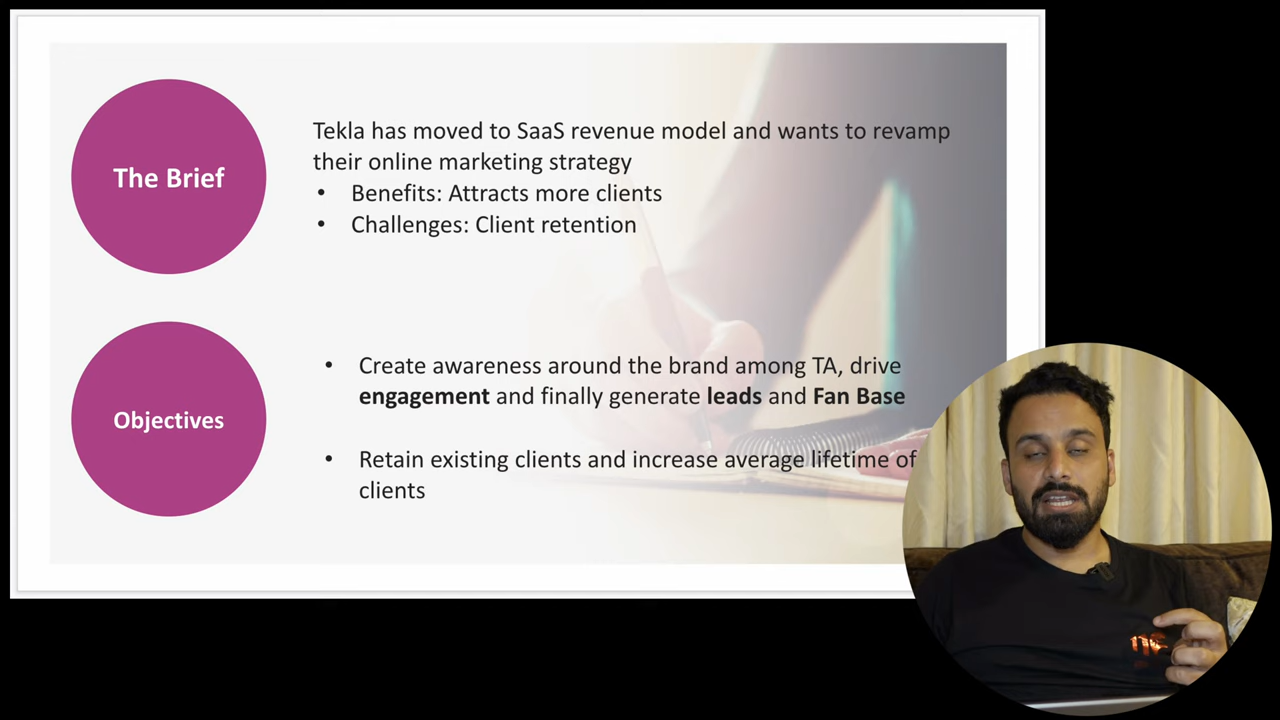 The Brief
Tekla has moved to SaaS revenue model and wants to revamp
their online marketing strategy
• Benefits: Attracts more clients
• Challenges: Client retention
Objectives
• Create awareness around the brand among TA, drive
engagement and finally generate leads and Fan Base
• Retain existing clients and increase average lifetime of
clients